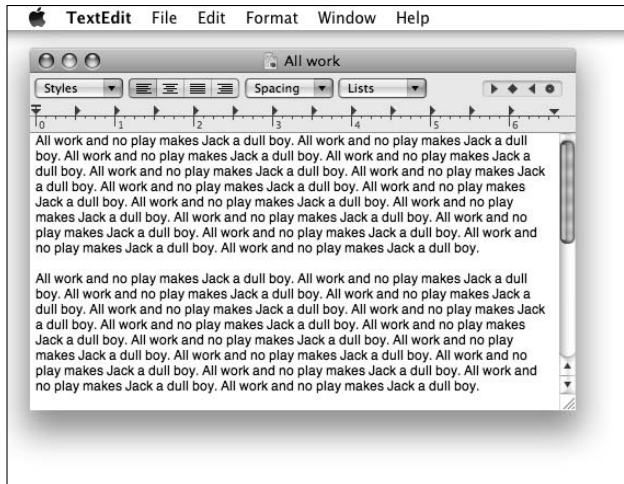 TextEdit File Edit Format Window Help
All work
Styles Spacing Lists
0 1 2 3 4 5 6
All work and no play makes Jack a dull boy. All work and no play makes Jack a dull
boy. All work and no play makes Jack a dull boy. All work and no play makes Jack a
dull boy. All work and no play makes Jack a dull boy. All work and no play makes Jack
a dull boy. All work and no play makes Jack a dull boy. All work and no play makes
Jack a dull boy. All work and no play makes Jack a dull boy. All work and no play
makes Jack a dull boy. All work and no play makes Jack a dull boy. All work and no
play makes Jack a dull boy. All work and no play makes Jack a dull boy. All work and
no play makes Jack a dull boy. All work and no play makes Jack a dull boy.
All work and no play makes Jack a dull boy. All work and no play makes Jack a dull
boy. All work and no play makes Jack a dull boy. All work and no play makes Jack a
dull boy. All work and no play makes Jack a dull boy. All work and no play makes Jack
a dull boy. All work and no play makes Jack a dull boy. All work and no play makes
Jack a dull boy. All work and no play makes Jack a dull boy. All work and no play
makes Jack a dull boy. All work and no play makes Jack a dull boy. All work and no
play makes Jack a dull boy. All work and no play makes Jack a dull boy. All work and
no play makes Jack a dull boy. All work and no play makes Jack a dull boy.